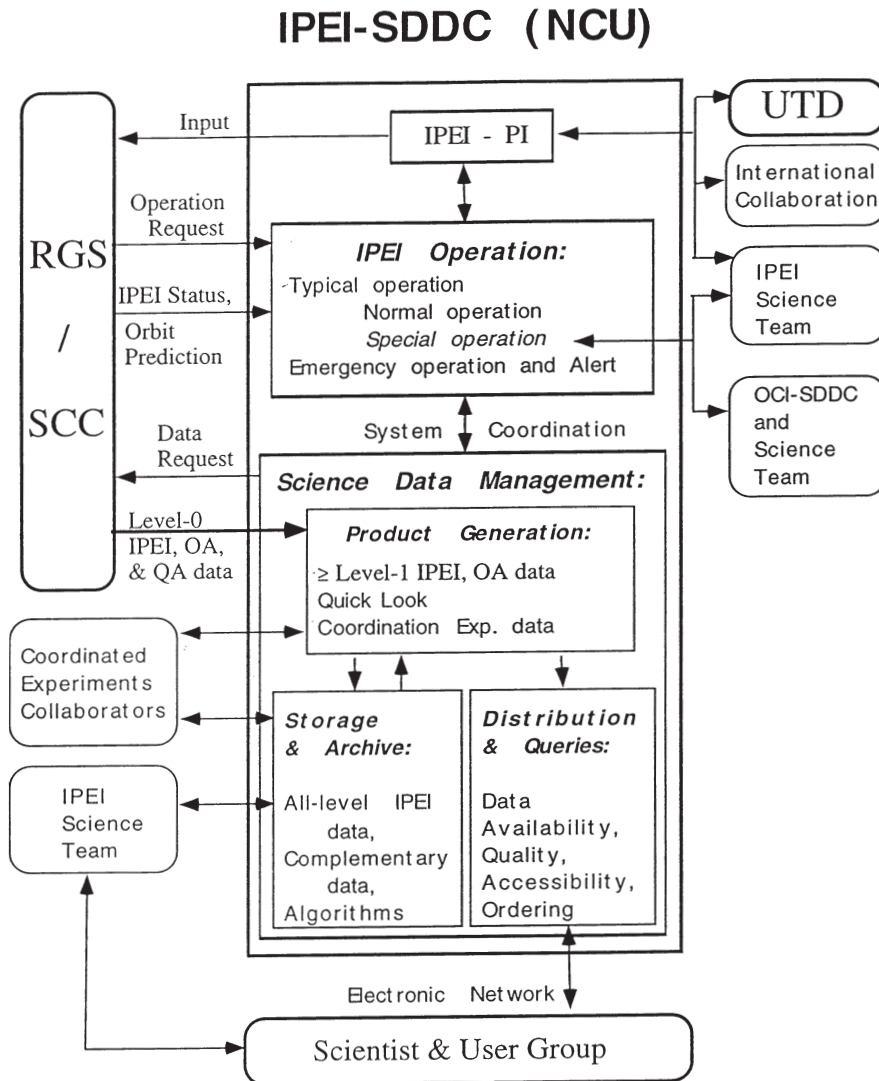 IPEI-SDDC (NCU)
RGS
/
SCC
Input
Operation
Request
IPEI Status,
Orbit
Prediction
Data
Request
Level-0
IPEI, OA,
& QA data
IPEI - PI
IPEI Operation:
Typical operation
Normal operation
Special operation
Emergency operation and Alert
System Coordination
Science Data Management:
Product Generation:
≥ Level-1 IPEI, OA data
Quick Look
Coordination Exp. data
Storage
& Archive:
All-level IPEI
data,
Complementary
data,
Algorithms
Distribution
& Queries:
Data
Availability,
Quality,
Accessibility,
Ordering
UTD
International
Collaboration
IPEI
Science
Team
OCI-SDDC
and
Science
Team
Coordinated
Experiments
Collaborators
IPEI
Science
Team
Electronic Network
Scientist & User Group